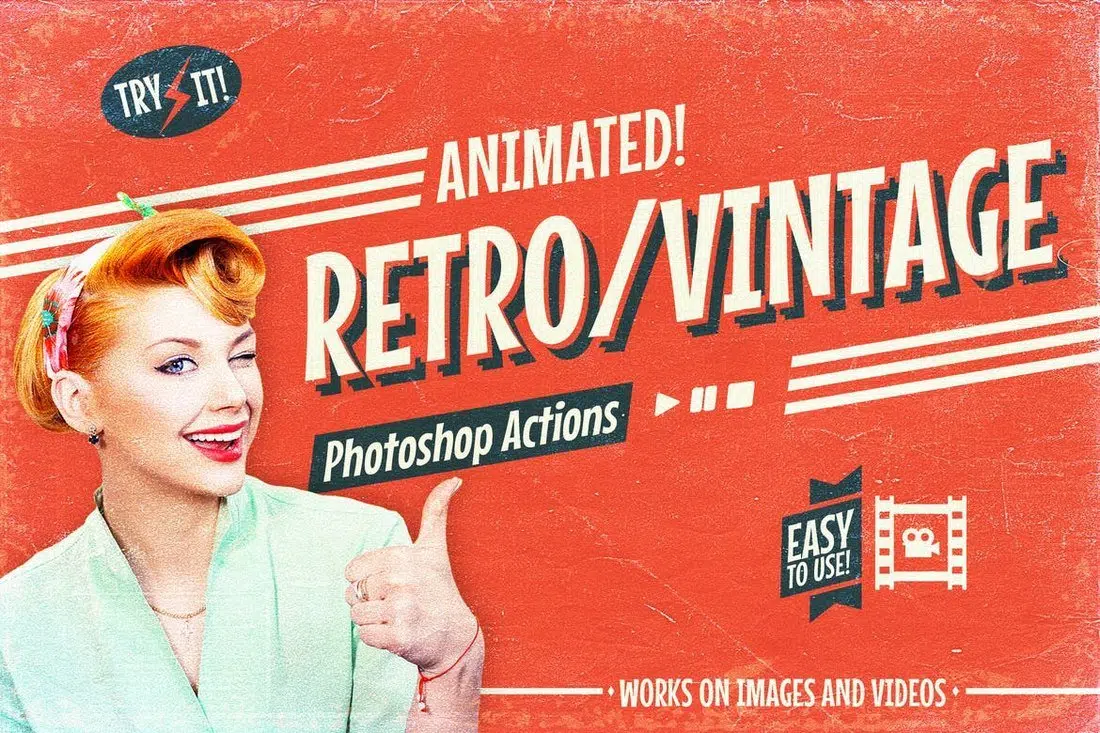 TRY IT!
ANIMATED!
RETRO/VINTAGE
Photoshop Actions
EASY
TO USE!
WORKS ON IMAGES AND VIDEOS